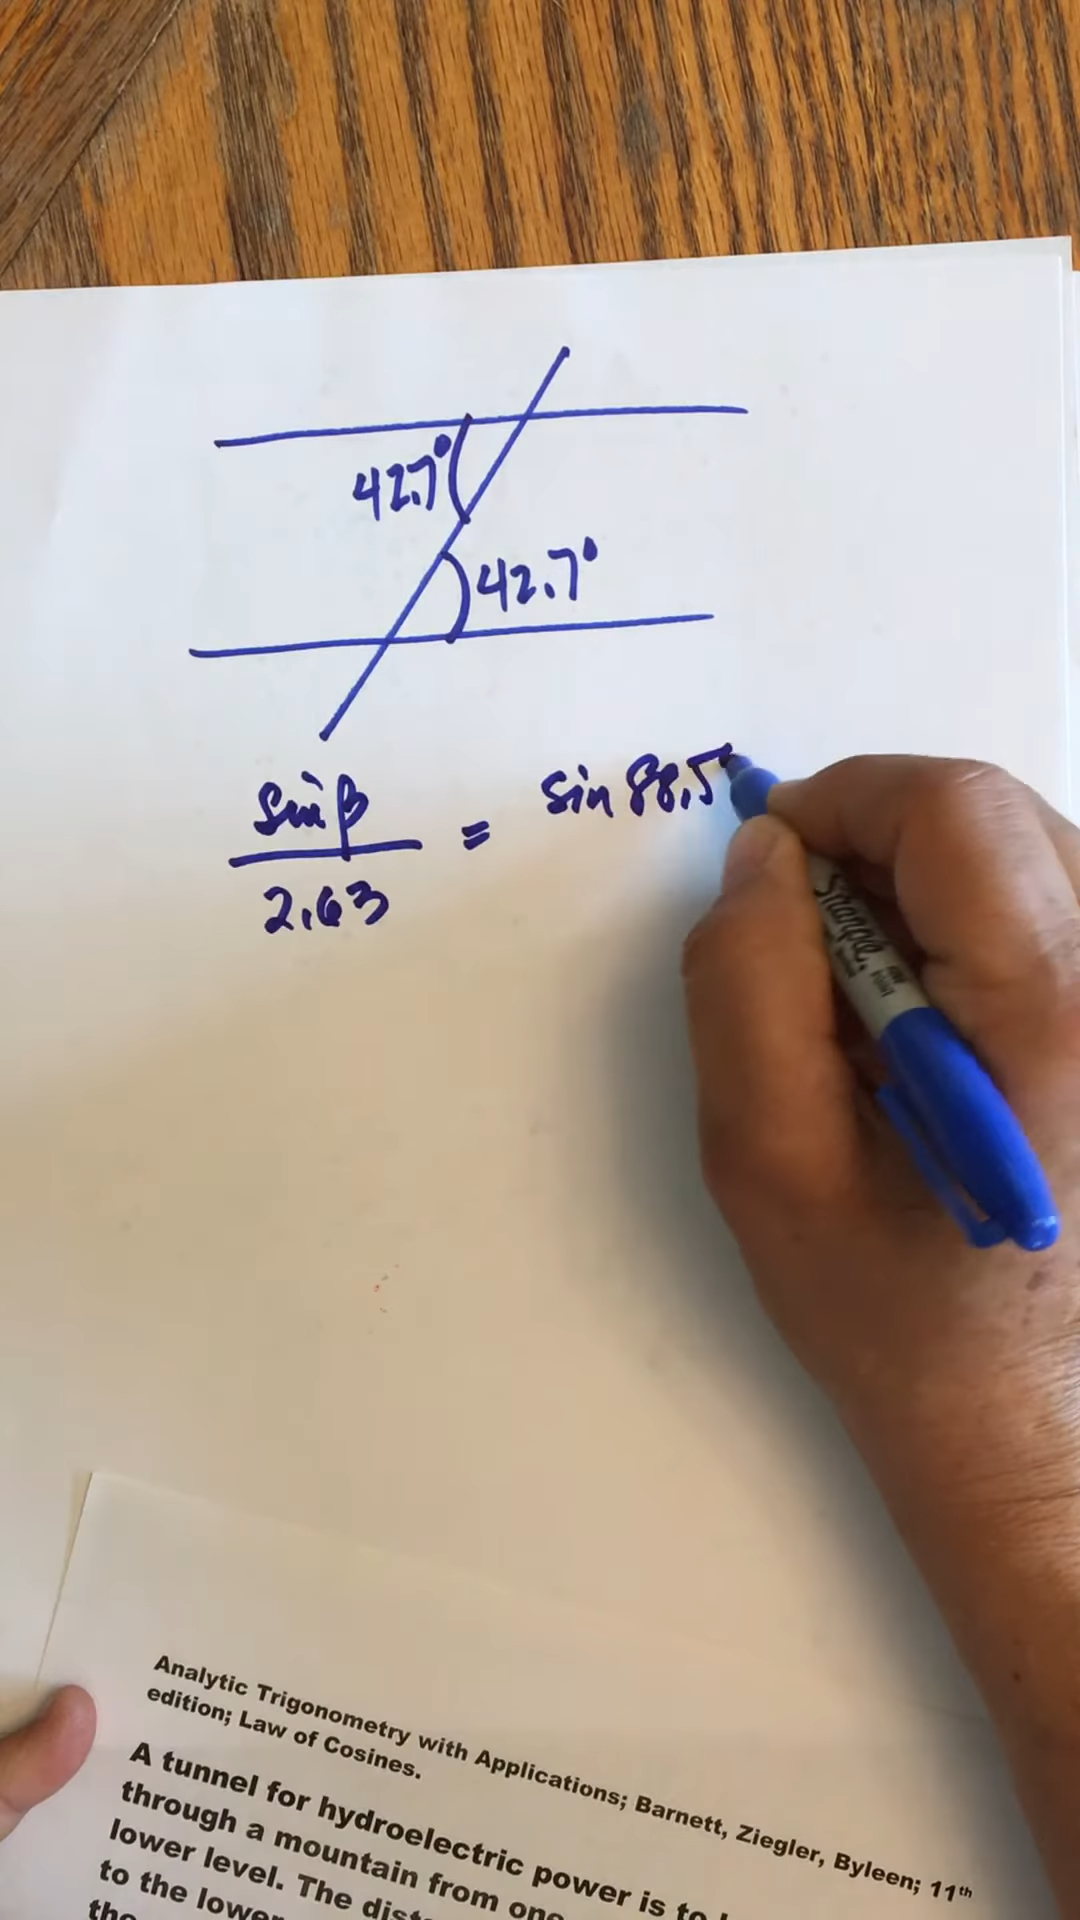 42.7°
42.7°
sin β
2.63
=
sin 88.5°
Sharpie.
Analytic Trigonometry with Applications; Barnett, Ziegler, Byleen; 11th
edition; Law of Cosines.
A tunnel for hydroelectric power is to
through a mountain from one
lower level. The
to the lower
the